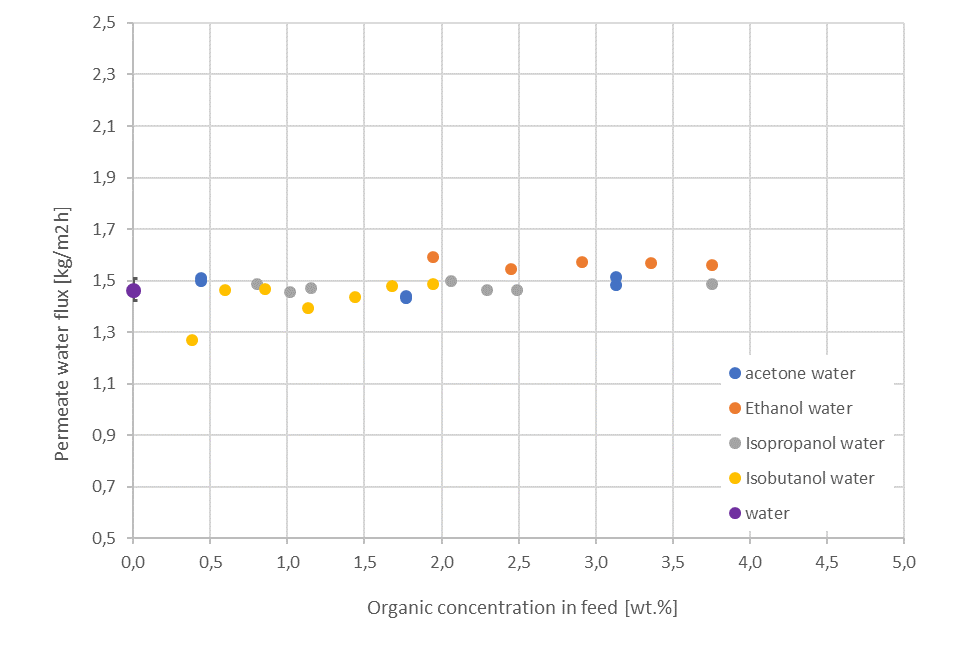 2,5
2,3
2,1
1,9
1,7
1,5
1,3
1,1
0,9
0,7
0,5
Permeate water flux [kg/m2h]
acetone water
Ethanol water
Isopropanol water
Isobutanol water
water
0,0 0,5 1,0 1,5 2,0 2,5 3,0 3,5 4,0 4,5 5,0
Organic concentration in feed [wt.%]